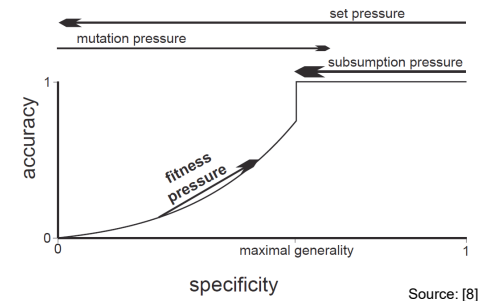 set pressure
mutation pressure
subsumption pressure
1
accuracy
fitness
pressure
0
0
maximal generality
1
specificity
Source: [8]